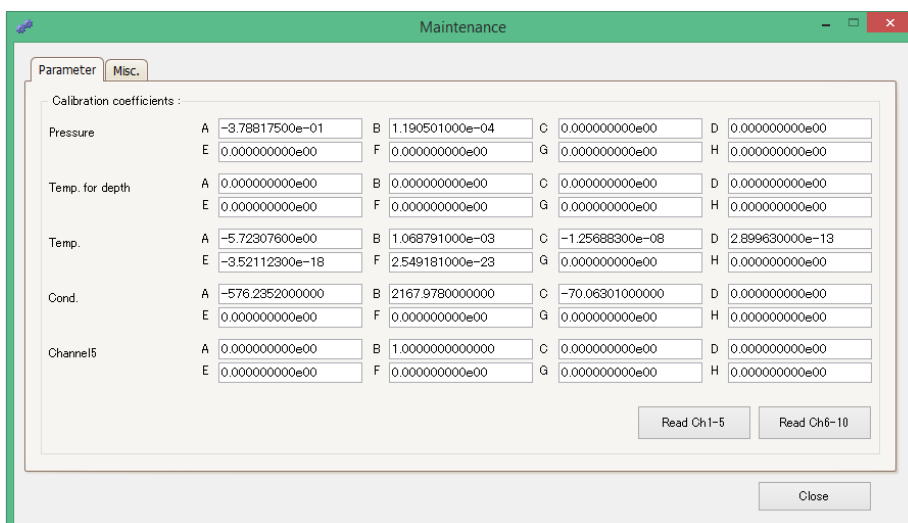 Maintenance
Parameter Misc.
Calibration coefficients :
Pressure A -3.78817500e-01 B 1.190501000e-04 C 0.000000000e00 D 0.000000000e00
E 0.000000000e00 F 0.000000000e00 G 0.000000000e00 H 0.000000000e00
Temp. for depth A 0.000000000e00 B 0.000000000e00 C 0.000000000e00 D 0.000000000e00
E 0.000000000e00 F 0.000000000e00 G 0.000000000e00 H 0.000000000e00
Temp. A -5.72307600e00 B 1.068791000e-03 C -1.25688300e-08 D 2.899630000e-13
E -3.52112300e-18 F 2.549181000e-23 G 0.000000000e00 H 0.000000000e00
Cond. A -576.2352000000 B 2167.9780000000 C -70.06301000000 D 0.000000000e00
E 0.000000000e00 F 0.000000000e00 G 0.000000000e00 H 0.000000000e00
Channel5 A 0.000000000e00 B 1.0000000000000 C 0.000000000e00 D 0.000000000e00
E 0.000000000e00 F 0.000000000e00 G 0.000000000e00 H 0.000000000e00
Read Ch1-5 Read Ch6-10
Close